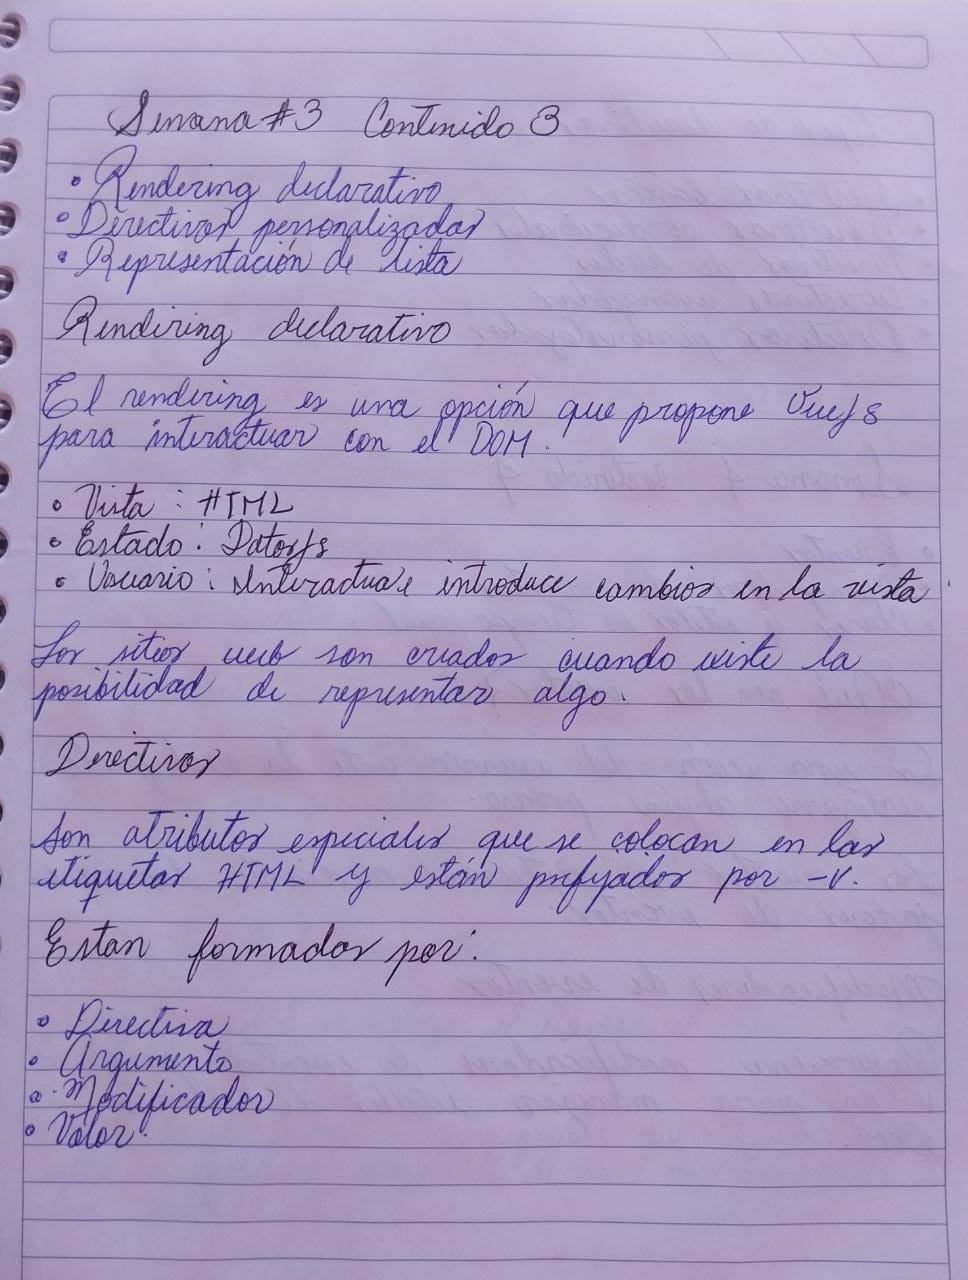 Semana #3 Contenido 3
• Rendering declarativo
• Directivas personalizadas
• Representación de lista
Rendiring declarativo
El rendering es una opción que propone VueJs
para interactuar con el DOM.
• Vista : HTML
• Estado : Datos Js
• Usuario : Interactua e introduce cambios en la vista
Los sitios web son creados cuando existe la
posibilidad de representar algo.
Directivas
Son atributos especiales que se colocan en las
etiquetas HTML y están prefijados por -v.
Estan formados por:
• Directiva
• Argumento
• Modificador
• Valor.